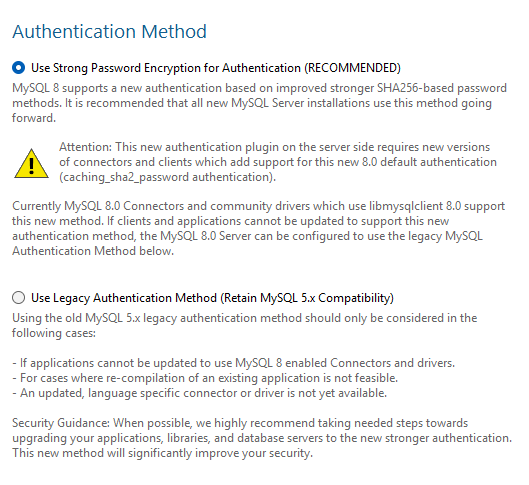 Authentication Method
Use Strong Password Encryption for Authentication (RECOMMENDED)
MySQL 8 supports a new authentication based on improved stronger SHA256-based password
methods. It is recommended that all new MySQL Server installations use this method going
forward.
Attention: This new authentication plugin on the server side requires new versions
of connectors and clients which add support for this new 8.0 default authentication
(caching_sha2_password authentication).
Currently MySQL 8.0 Connectors and community drivers which use libmysqlclient 8.0 support
this new method. If clients and applications cannot be updated to support this new
authentication method, the MySQL 8.0 Server can be configured to use the legacy MySQL
Authentication Method below.
Use Legacy Authentication Method (Retain MySQL 5.x Compatibility)
Using the old MySQL 5.x legacy authentication method should only be considered in the
following cases:
- If applications cannot be updated to use MySQL 8 enabled Connectors and drivers.
- For cases where re-compilation of an existing application is not feasible.
- An updated, language specific connector or driver is not yet available.
Security Guidance: When possible, we highly recommend taking needed steps towards
upgrading your applications, libraries, and database servers to the new stronger authentication.
This new method will significantly improve your security.